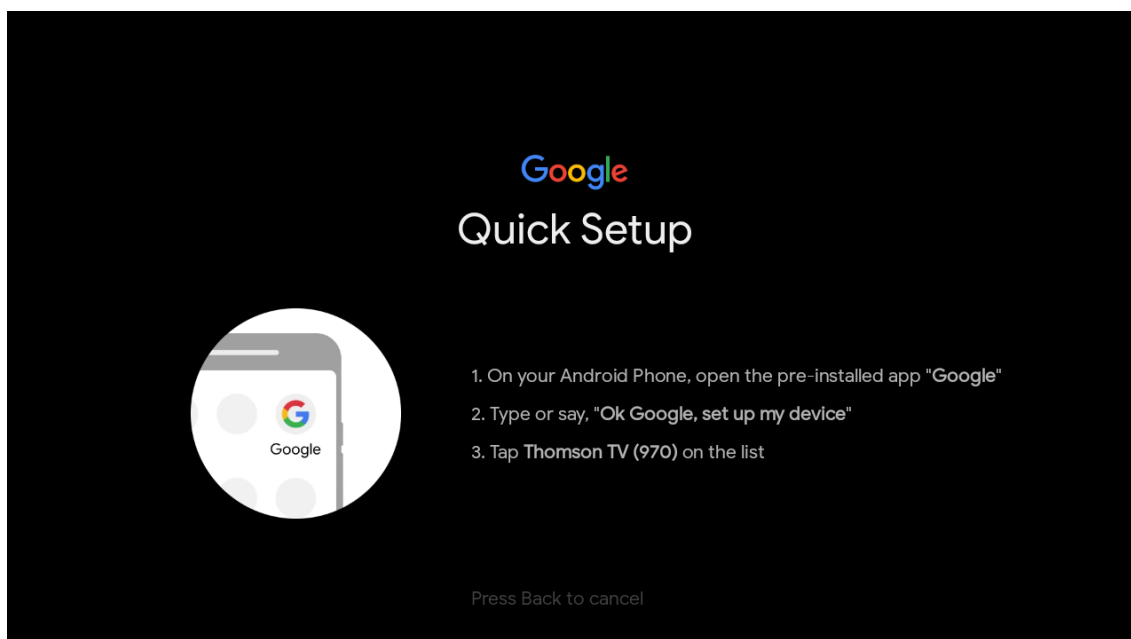 Google
Quick Setup
Google
1. On your Android Phone, open the pre-installed app "Google"
2. Type or say, "Ok Google, set up my device"
3. Tap Thomson TV (970) on the list
Press Back to cancel